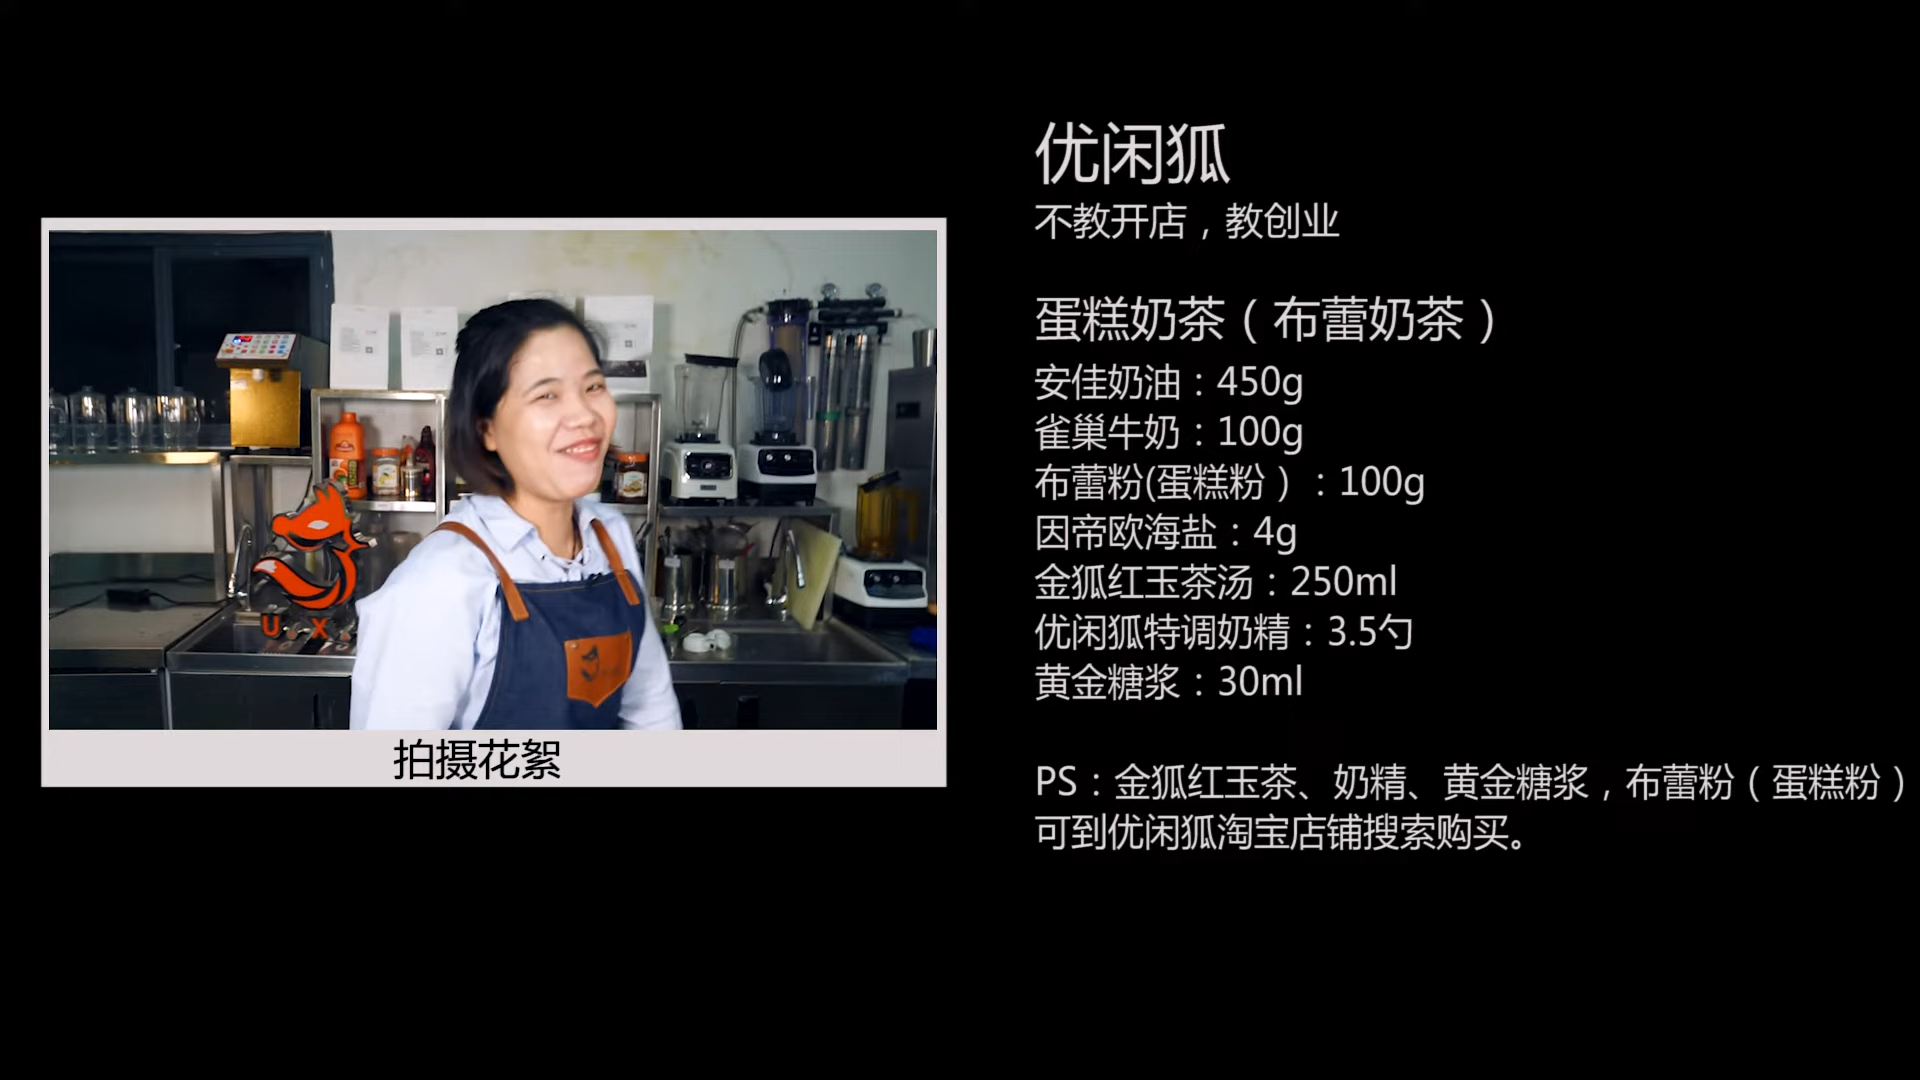 优闲狐
不教开店，教创业
蛋糕奶茶（布蕾奶茶）
安佳奶油：450g
雀巢牛奶：100g
布蕾粉(蛋糕粉）：100g
因帝欧海盐：4g
金狐红玉茶汤：250ml
优闲狐特调奶精：3.5勺
黄金糖浆：30ml
PS：金狐红玉茶、奶精、黄金糖浆，布蕾粉（蛋糕粉）
可到优闲狐淘宝店铺搜索购买。
U.X.
拍摄花絮